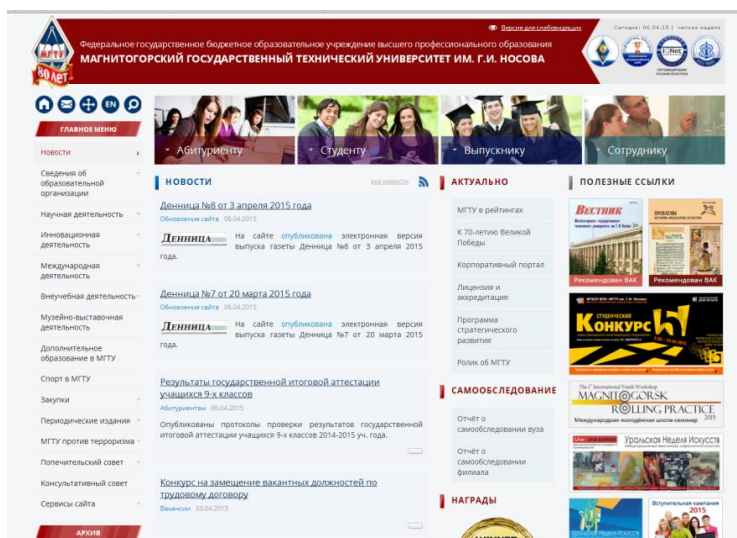 Версия для слабовидящих
Сегодня: 06.04.15 | четная неделя
Федеральное государственное бюджетное образовательное учреждение высшего профессионального образования
МАГНИТОГОРСКИЙ ГОСУДАРСТВЕННЫЙ ТЕХНИЧЕСКИЙ УНИВЕРСИТЕТ ИМ. Г.И. НОСОВА
МГТУ
80 ЛЕТ
EN
ГЛАВНОЕ МЕНЮ
Новости
Сведения об
образовательной
организации
Научная деятельность
Инновационная
деятельность
Международная
деятельность
Внеучебная деятельность
Музейно-выставочная
деятельность
Дополнительное
образование в МГТУ
Спорт в МГТУ
Закупки
Периодические издания
МГТУ против терроризма
Попечительский совет
Консультативный совет
Сервисы сайта
АРХИВ
Абитуриенту
Студенту
Выпускнику
Сотруднику
НОВОСТИ
все новости
Денница №8 от 3 апреля 2015 года
Обновления сайта 06.04.2015
ДЕННИЦА
На сайте опубликована электронная версия
выпуска газеты Денница №8 от 3 апреля 2015
года.
Денница №7 от 20 марта 2015 года
Обновления сайта 06.04.2015
ДЕННИЦА
На сайте опубликована электронная версия
выпуска газеты Денница №7 от 20 марта 2015
года.
Результаты государственной итоговой аттестации
учащихся 9-х классов
Абитуриентам 06.04.2015
Опубликованы протоколы проверки результатов государственной
итоговой аттестации учащихся 9-х классов 2014-2015 уч. года.
Конкурс на замещение вакантных должностей по
трудовому договору
Вакансии 03.04.2015
АКТУАЛЬНО
МГТУ в рейтингах
К 70-летию Великой
Победы
Корпоративный портал
Лицензия и
аккредитация
Программа
стратегического
развития
Ролик об МГТУ
САМООБСЛЕДОВАНИЕ
Отчёт о
самообследовании вуза
Отчёт о
самообследовании
филиала
НАГРАДЫ
WINNER
ПОЛЕЗНЫЕ ССЫЛКИ
ВЕСТНИК
Рекомендован ВАК
Рекомендован ВАК
СТУДЕНЧЕСКИЙ
КОНКУРС
The I International Youth Workshop
MAGNITOGORSK
ROLLING PRACTICE
Международная молодёжная школа-семинар 2015
Уральская Неделя Искусств
Уральская Неделя Искусств
Вступительная кампания
2015